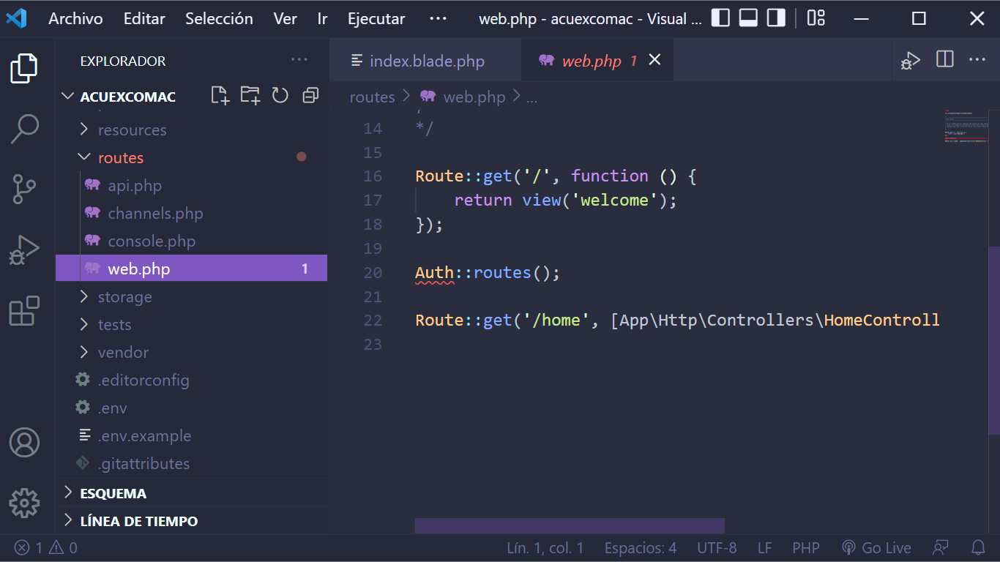 Archivo Editar Selección Ver Ir Ejecutar ··· web.php - acuexcomac - Visual ...
EXPLORADOR ···
ACUEXCOMAC
resources
routes
api.php
channels.php
console.php
web.php 1
storage
tests
vendor
.editorconfig
.env
.env.example
.gitattributes
ESQUEMA
LÍNEA DE TIEMPO
index.blade.php web.php 1
routes > web.php > ...
14 */
15
16 Route::get('/', function () {
17     return view('welcome');
18 });
19
20 Auth::routes();
21
22 Route::get('/home', [App\Http\Controllers\HomeControll
23
1 0 Lín. 1, col. 1 Espacios: 4 UTF-8 LF PHP Go Live